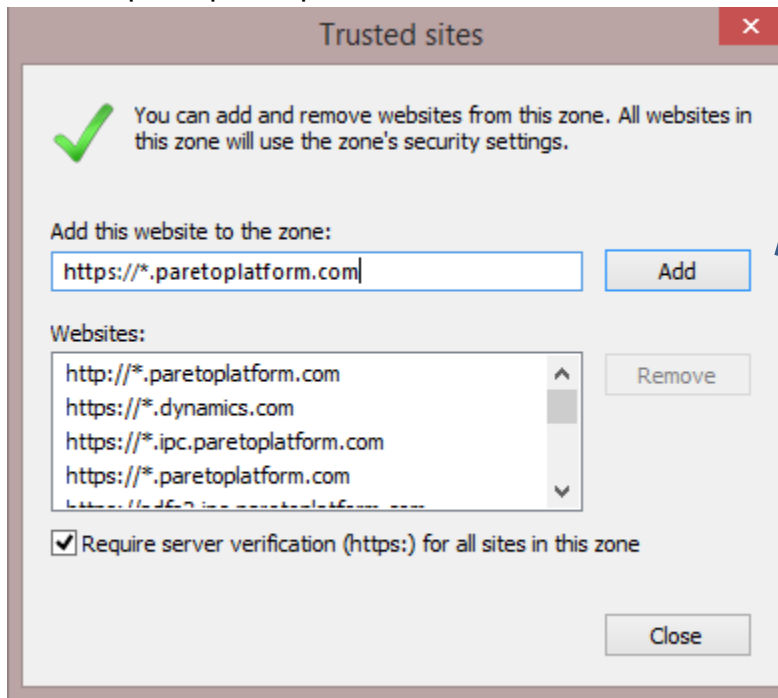 Trusted sites
You can add and remove websites from this zone. All websites in
this zone will use the zone's security settings.
Add this website to the zone:
https://*.paretoplatform.com
Add
Websites:
http://*.paretoplatform.com
Remove
https://*.dynamics.com
https://*.ipc.paretoplatform.com
https://*.paretoplatform.com
Require server verification (https:) for all sites in this zone
Close